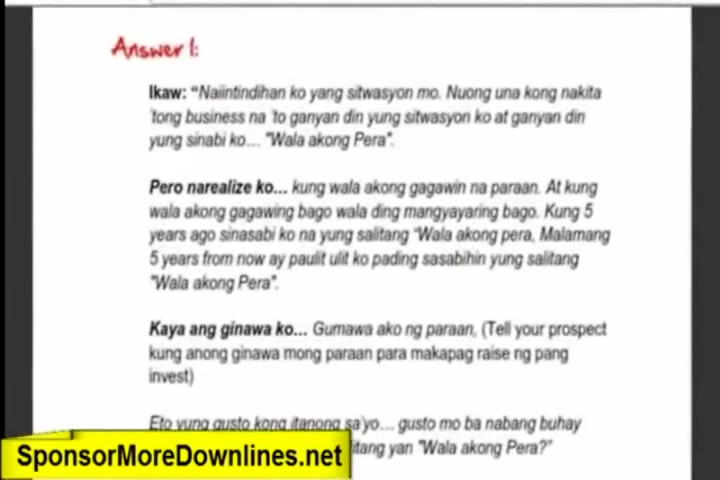 Answer 1:
Ikaw: "Naiintindihan ko yang sitwasyon mo. Nuong una kong nakita
'tong business na 'to ganyan din yung sitwasyon ko at ganyan din
yung sinabi ko... "Wala akong Pera".
Pero narealize ko... kung wala akong gagawin na paraan. At kung
wala akong gagawing bago wala ding mangyayaring bago. Kung 5
years ago sinasabi ko na yung salitang "Wala akong pera, Malamang
5 years from now ay paulit ulit ko pading sasabihin yung salitang
"Wala akong Pera".
Kaya ang ginawa ko... Gumawa ako ng paraan, (Tell your prospect
kung anong ginawa mong paraan para makapag raise ng pang
invest)
Eto yung gusto kong itanong sa'yo... gusto mo ba nabang buhay
yan "Wala akong Pera?"
SponsorMoreDownlines.net